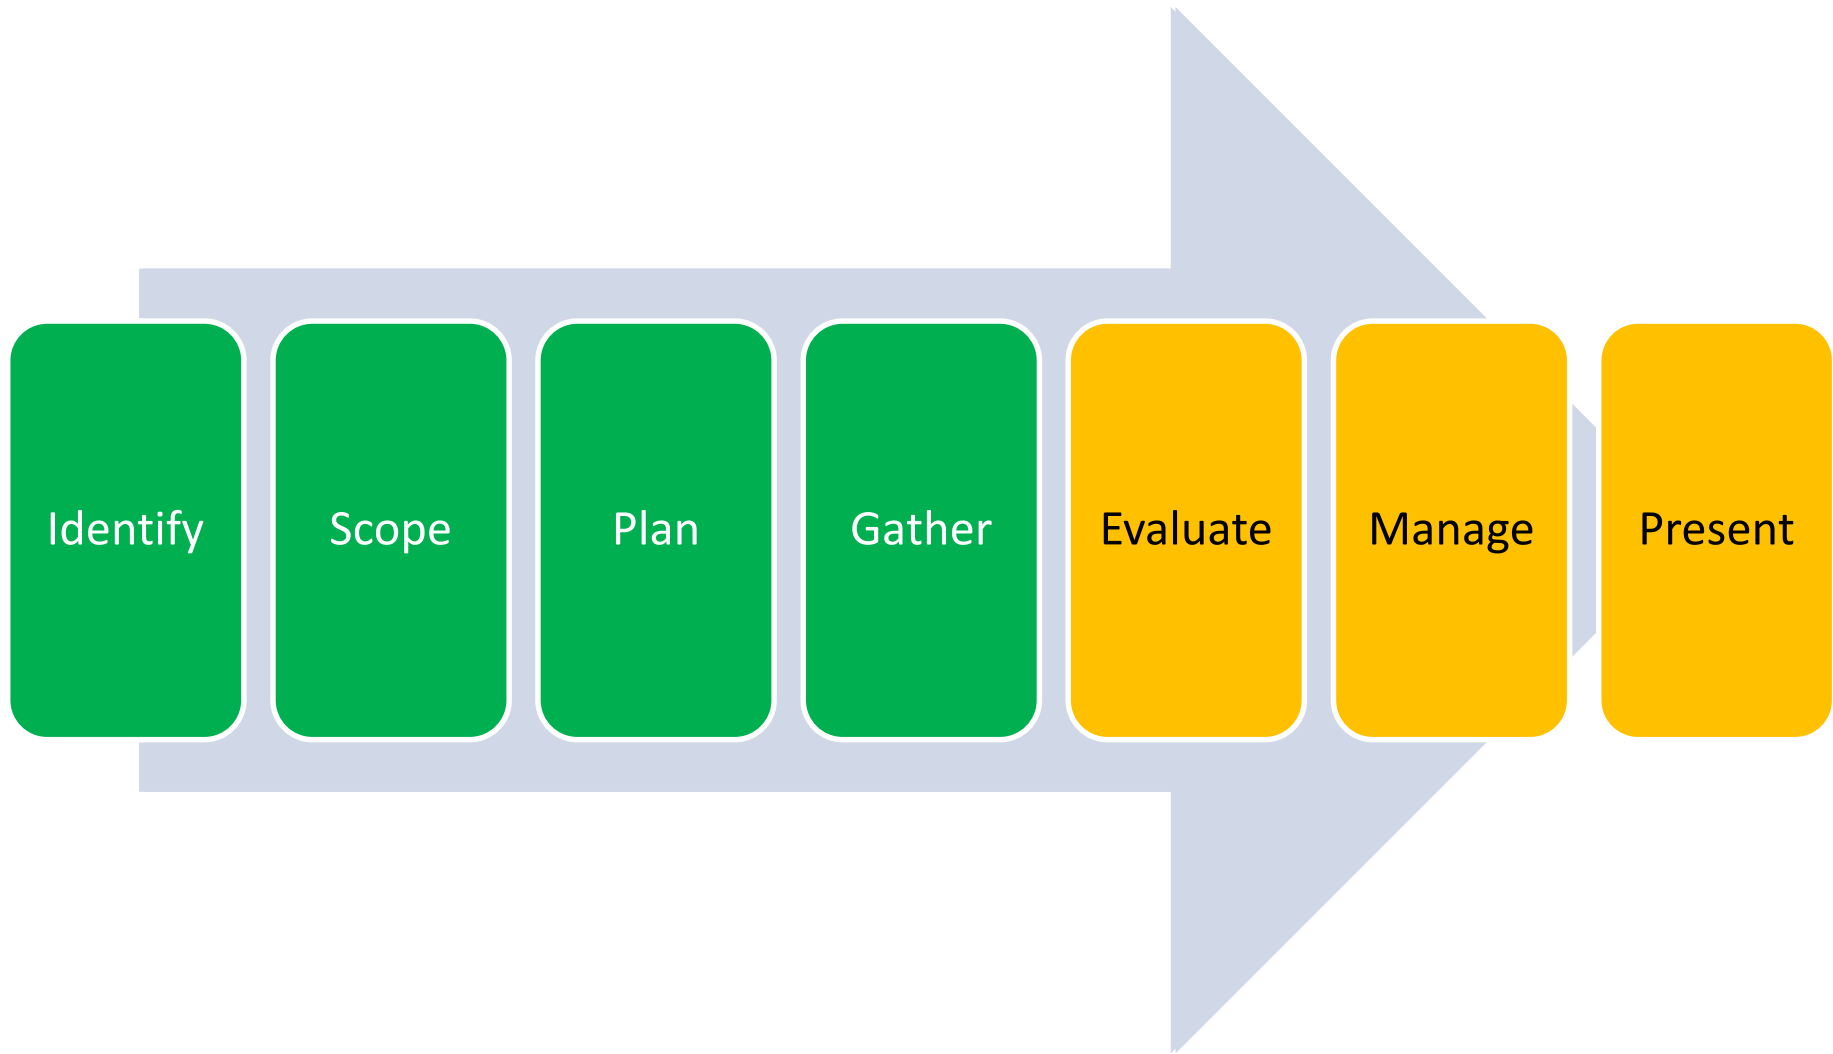 Identify
Scope
Plan
Gather
Evaluate
Manage
Present